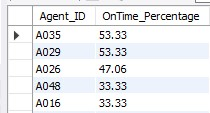 Agent_ID OnTime_Percentage
A035 53.33
A029 53.33
A026 47.06
A048 33.33
A016 33.33